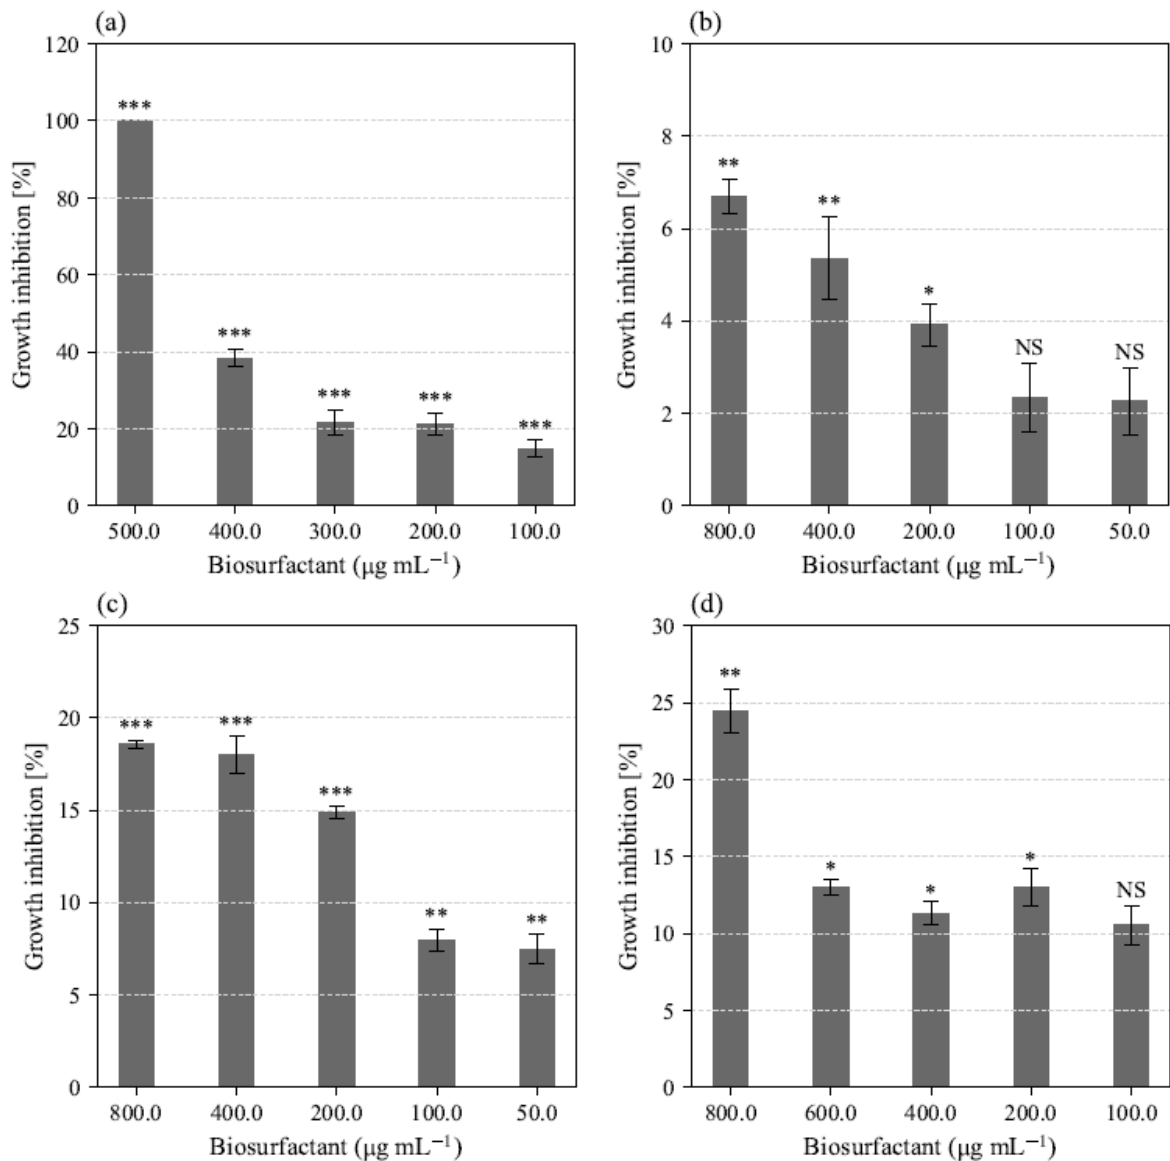 (a)
120
100
80
60
40
20
0
Growth inhibition [%]
***
***
***
***
***
500.0 400.0 300.0 200.0 100.0
Biosurfactant (μg mL⁻¹)
(b)
10
8
6
4
2
0
Growth inhibition [%]
**
**
*
NS
NS
800.0 400.0 200.0 100.0 50.0
Biosurfactant (μg mL⁻¹)
(c)
25
20
15
10
5
0
Growth inhibition [%]
***
***
***
**
**
800.0 400.0 200.0 100.0 50.0
Biosurfactant (μg mL⁻¹)
(d)
30
25
20
15
10
5
0
Growth inhibition [%]
**
*
*
*
NS
800.0 600.0 400.0 200.0 100.0
Biosurfactant (μg mL⁻¹)